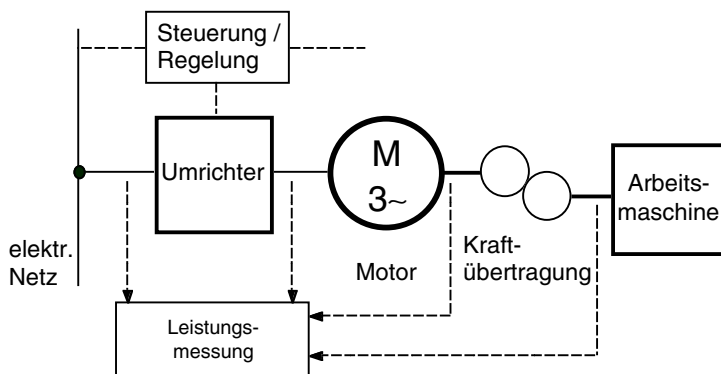 Steuerung /
Regelung
Umrichter
M
3~
Arbeits-
maschine
elektr.
Netz
Motor
Kraft-
übertragung
Leistungs-
messung